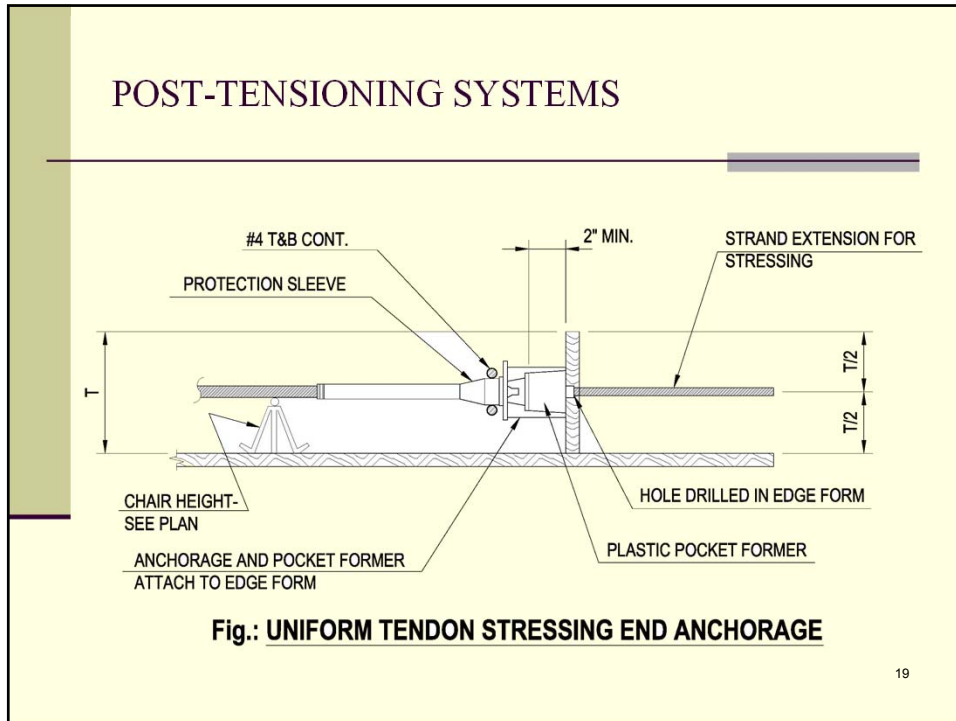 POST-TENSIONING SYSTEMS
#4 T&B CONT.
2" MIN.
STRAND EXTENSION FOR
STRESSING
PROTECTION SLEEVE
T
T/2
T/2
CHAIR HEIGHT-
SEE PLAN
HOLE DRILLED IN EDGE FORM
ANCHORAGE AND POCKET FORMER
ATTACH TO EDGE FORM
PLASTIC POCKET FORMER
Fig.: UNIFORM TENDON STRESSING END ANCHORAGE
19